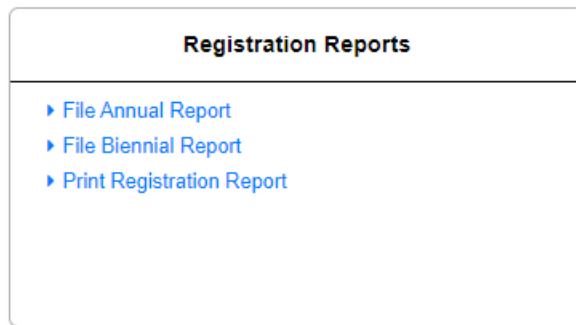 Registration Reports
File Annual Report
File Biennial Report
Print Registration Report